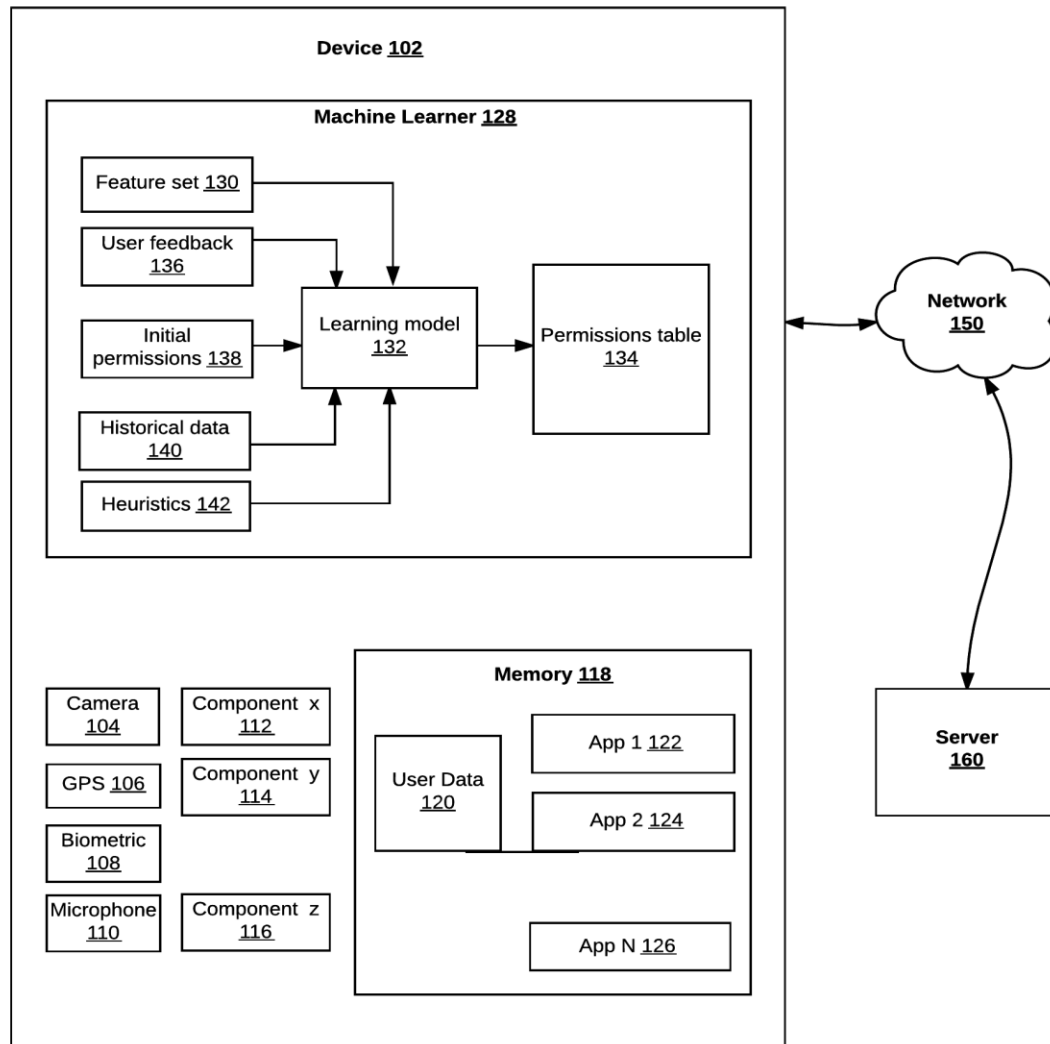 Device 102
Machine Learner 128
Feature set 130
User feedback
136
Initial
permissions 138
Historical data
140
Heuristics 142
Learning model
132
Permissions table
134
Network
150
Memory 118
Camera
104
Component x
112
GPS 106
Component y
114
Biometric
108
Microphone
110
Component z
116
User Data
120
App 1 122
App 2 124
App N 126
Server
160